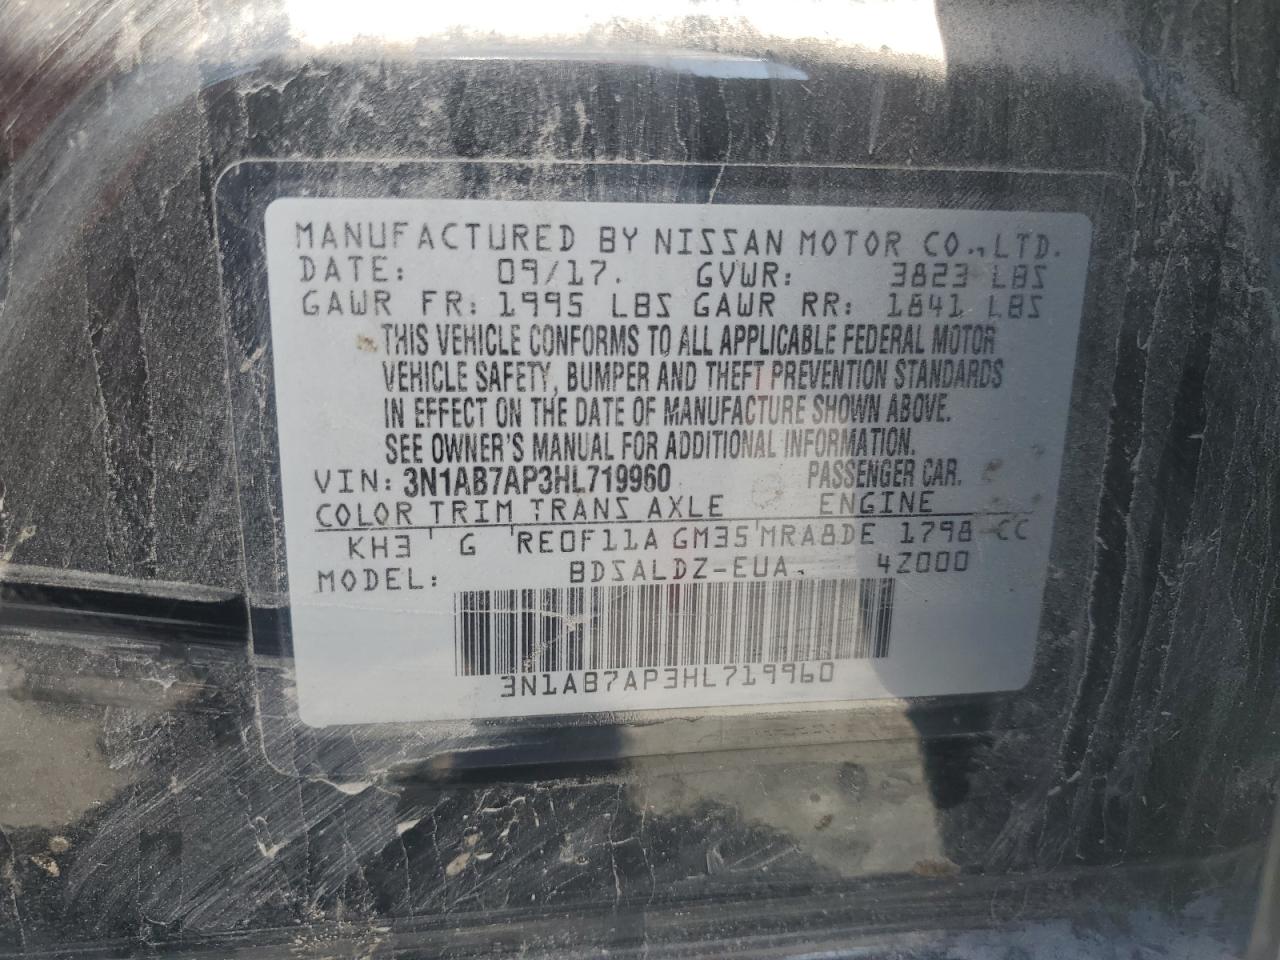 MANUFACTURED BY NISSAN MOTOR CO., LTD.
DATE: 09/17. GVWR: 3823 LBS
GAWR FR: 1995 LBS GAWR RR: 1841 LBS
THIS VEHICLE CONFORMS TO ALL APPLICABLE FEDERAL MOTOR
VEHICLE SAFETY, BUMPER AND THEFT PREVENTION STANDARDS
IN EFFECT ON THE DATE OF MANUFACTURE SHOWN ABOVE.
SEE OWNER'S MANUAL FOR ADDITIONAL INFORMATION.
VIN: 3N1AB7AP3HL719960 PASSENGER CAR.
COLOR TRIM TRANS AXLE ENGINE
KH3 G RE0F11A GM35 MRA8DE 1798 CC
MODEL: BDSALDZ-EUA. 4Z000
3N1AB7AP3HL719960